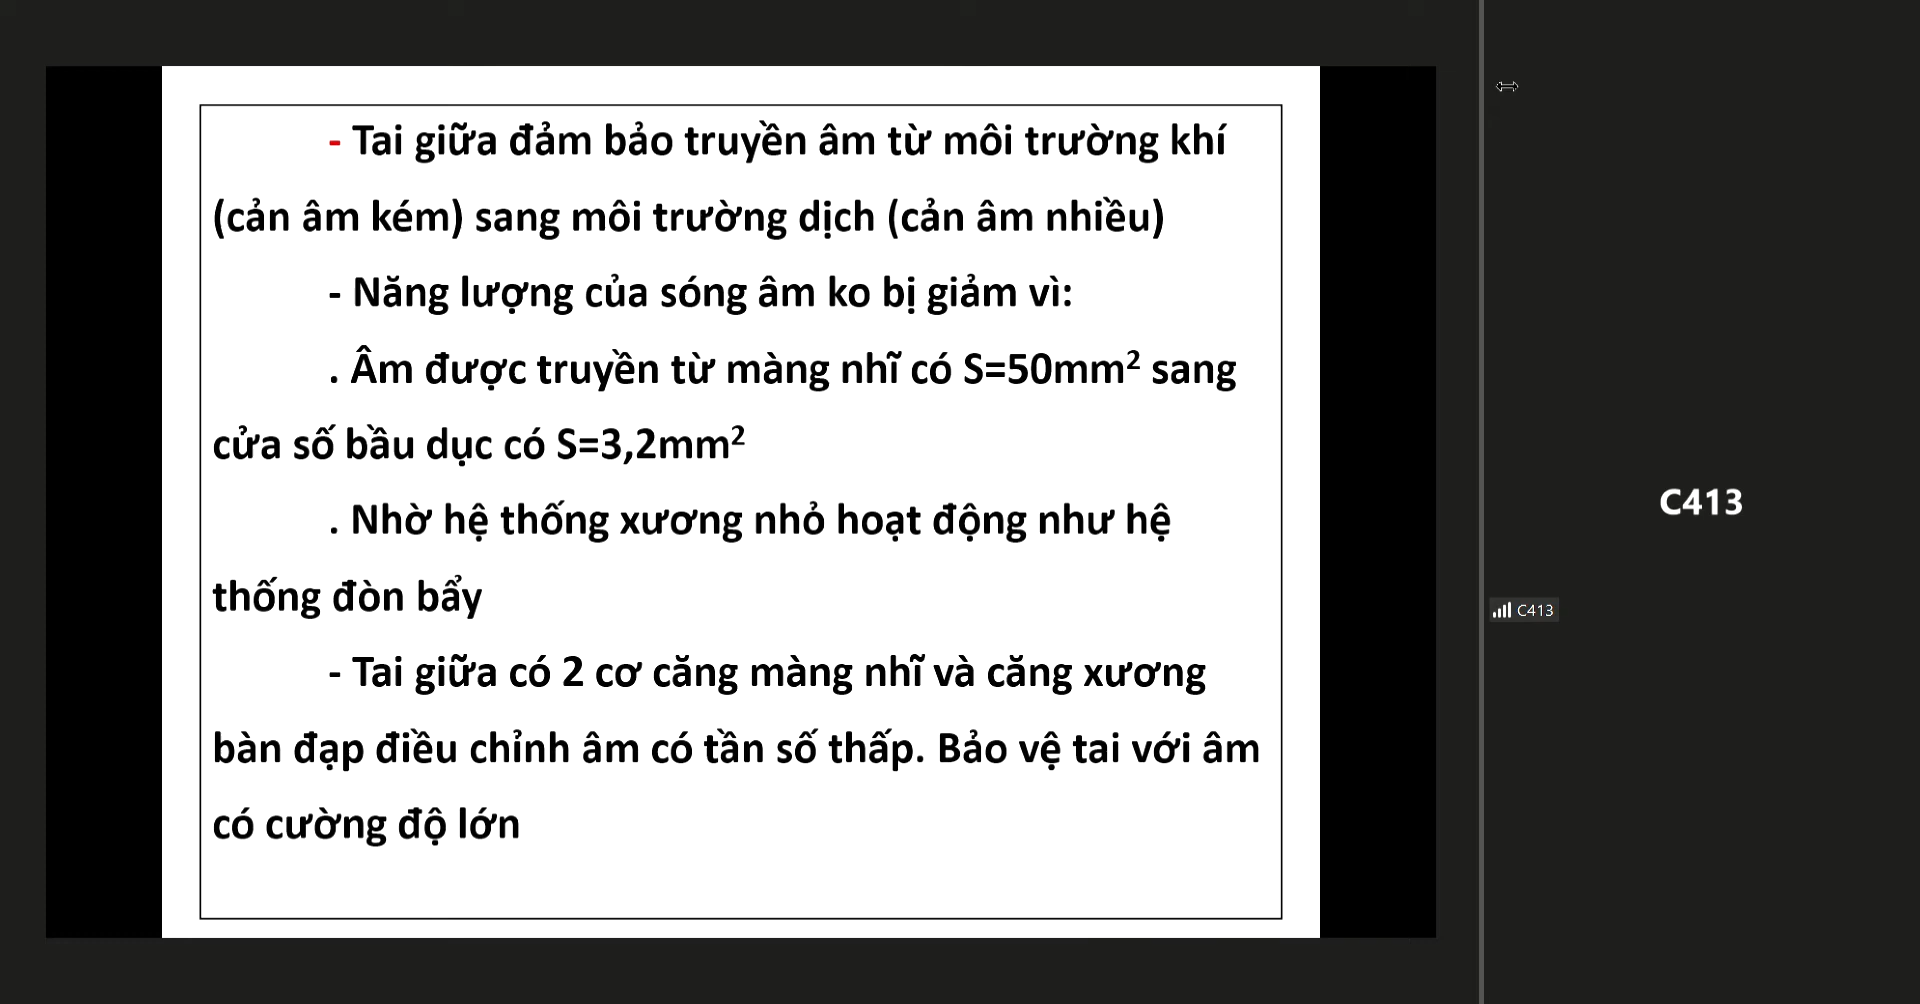 - Tai giữa đảm bảo truyền âm từ môi trường khí
(cản âm kém) sang môi trường dịch (cản âm nhiều)
- Năng lượng của sóng âm ko bị giảm vì:
. Âm được truyền từ màng nhĩ có S=50mm² sang
cửa số bầu dục có S=3,2mm²
. Nhờ hệ thống xương nhỏ hoạt động như hệ
thống đòn bẩy
- Tai giữa có 2 cơ căng màng nhĩ và căng xương
bàn đạp điều chỉnh âm có tần số thấp. Bảo vệ tai với âm
có cường độ lớn
C413
C413